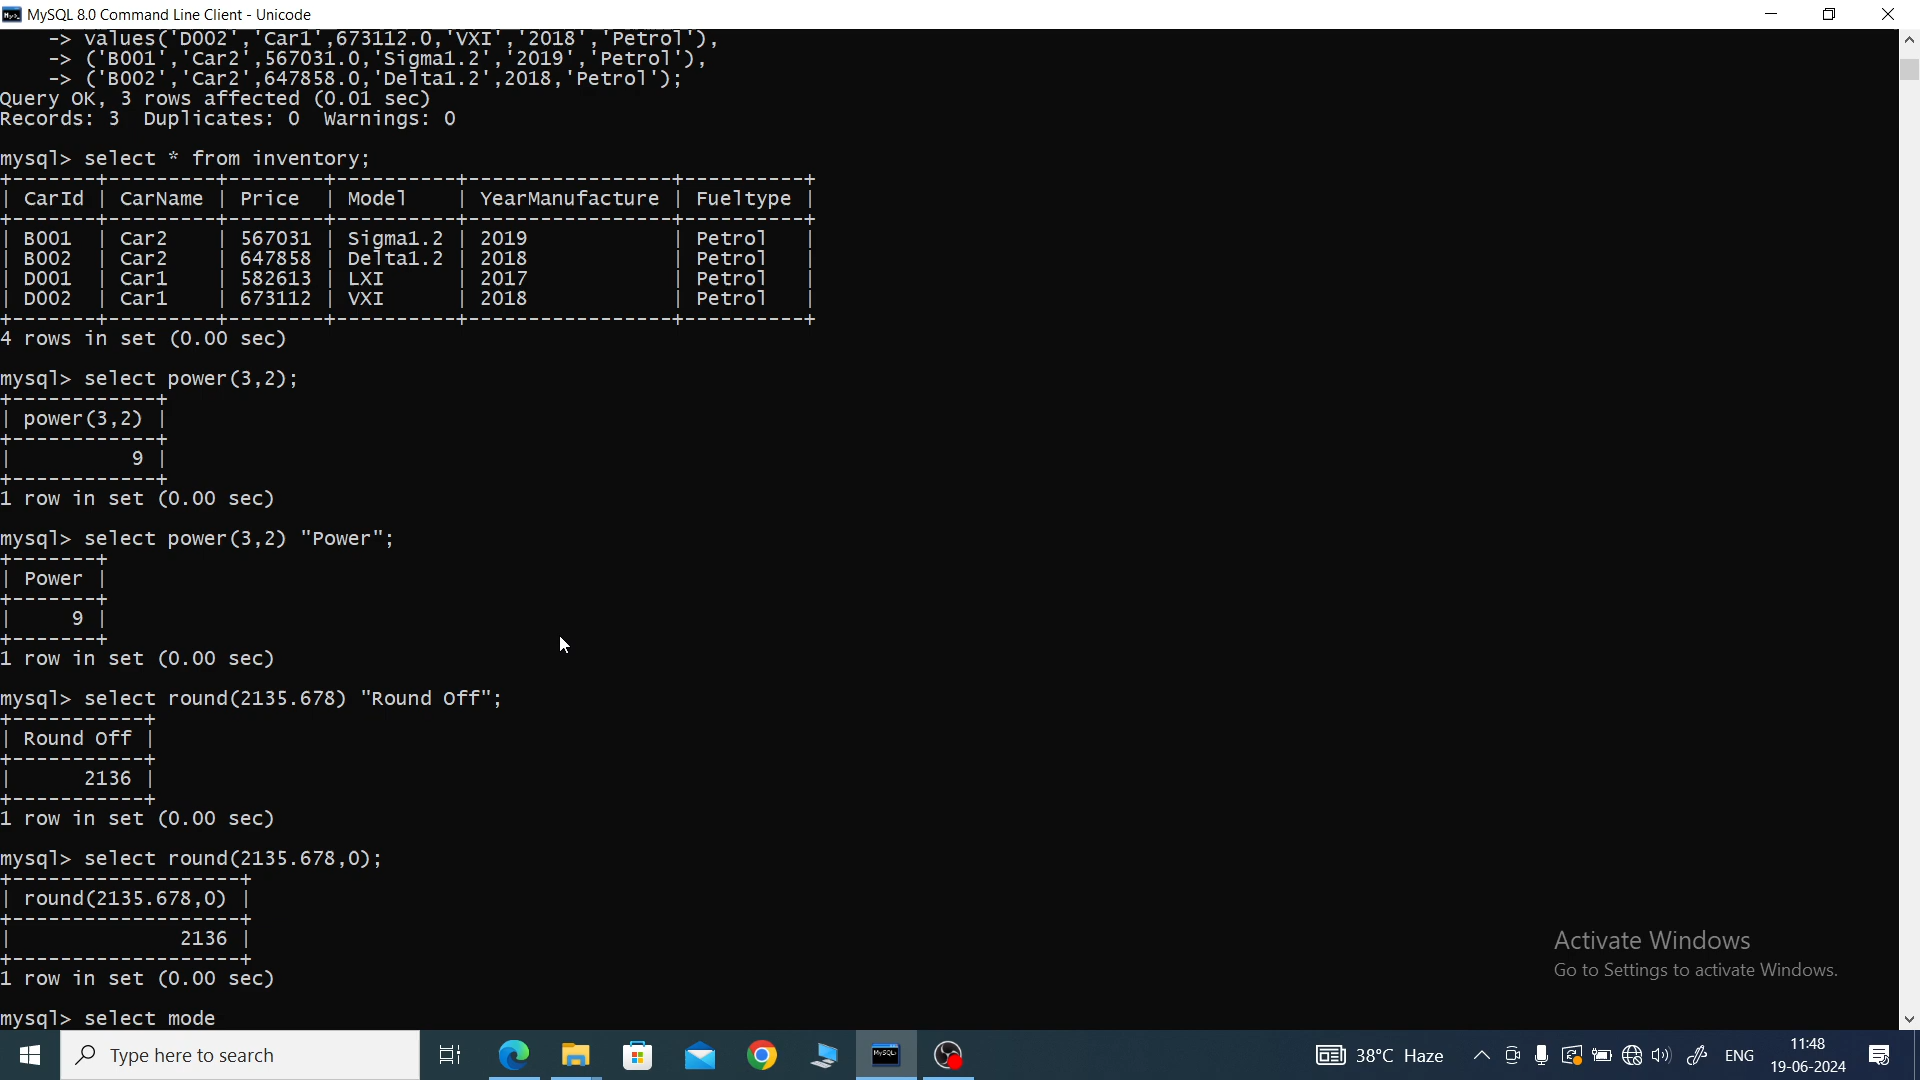 MySQL 8.0 Command Line Client - Unicode
-> values('D002','Car1',673112.0,'VXI','2018','Petrol'),
-> ('B001','Car2',567031.0,'Sigma1.2','2019','Petrol'),
-> ('B002','Car2',647858.0,'Delta1.2',2018,'Petrol');
Query OK, 3 rows affected (0.01 sec)
Records: 3  Duplicates: 0  Warnings: 0
mysql> select * from inventory;
+-------+---------+--------+----------+-----------------+----------+
| CarId | CarName | Price  | Model    | YearManufacture | Fueltype |
+-------+---------+--------+----------+-----------------+----------+
| B001  | Car2    | 567031 | Sigma1.2 | 2019            | Petrol   |
| B002  | Car2    | 647858 | Delta1.2 | 2018            | Petrol   |
| D001  | Car1    | 582613 | LXI      | 2017            | Petrol   |
| D002  | Car1    | 673112 | VXI      | 2018            | Petrol   |
+-------+---------+--------+----------+-----------------+----------+
4 rows in set (0.00 sec)
mysql> select power(3,2);
+------------+
| power(3,2) |
+------------+
|          9 |
+------------+
1 row in set (0.00 sec)
mysql> select power(3,2) "Power";
+-------+
| Power |
+-------+
|     9 |
+-------+
1 row in set (0.00 sec)
mysql> select round(2135.678) "Round Off";
+-----------+
| Round Off |
+-----------+
|      2136 |
+-----------+
1 row in set (0.00 sec)
mysql> select round(2135.678,0);
+-------------------+
| round(2135.678,0) |
+-------------------+
|              2136 |
+-------------------+
1 row in set (0.00 sec)
mysql> select mode
Activate Windows
Go to Settings to activate Windows.
Type here to search
MySQL
38°C Haze
ENG
11:48
19-06-2024